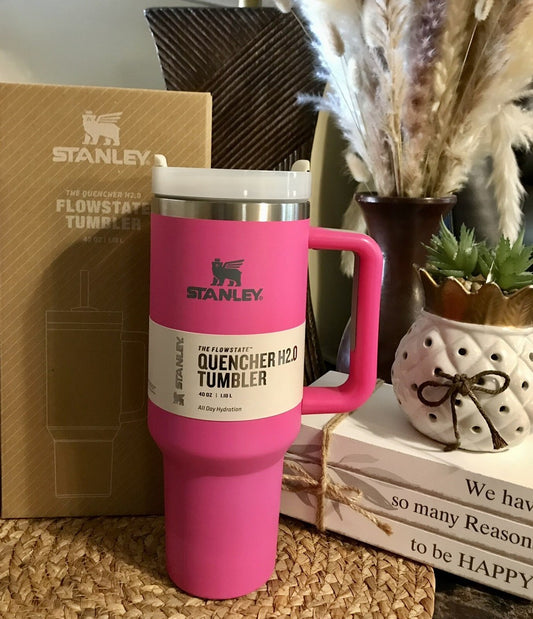 STANLEY
THE QUENCHER H2.0
FLOWSTATE
TUMBLER
40 OZ | 1.18 L
STANLEY
STANLEY
THE FLOWSTATE™
QUENCHER H2.0
TUMBLER
40 OZ | 1.18 L
All Day Hydration
We hav
so many Reason
to be HAPPY